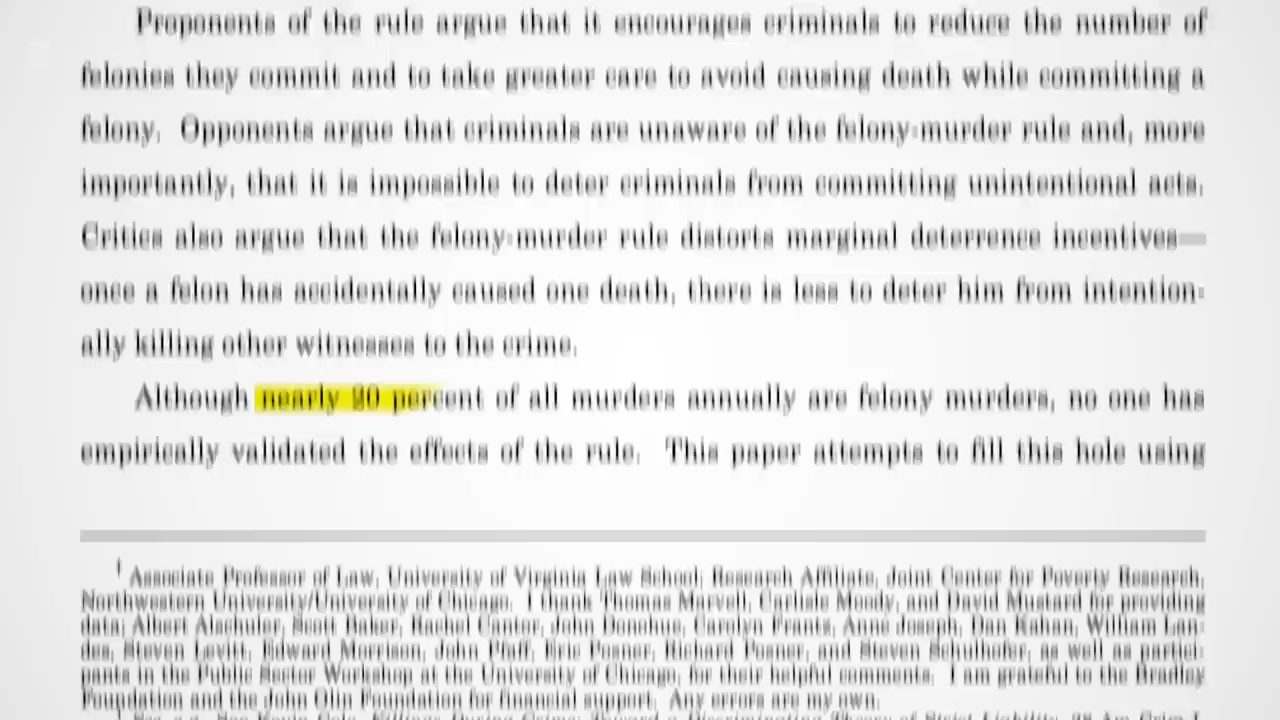 Proponents of the rule argue that it encourages criminals to reduce the number of
felonies they commit and to take greater care to avoid causing death while committing a
felony. Opponents argue that criminals are unaware of the felony-murder rule and, more
importantly, that it is impossible to deter criminals from committing unintentional acts.
Critics also argue that the felony-murder rule distorts marginal deterrence incentives—
once a felon has accidentally caused one death, there is less to deter him from intention-
ally killing other witnesses to the crime.
Although nearly 20 percent of all murders annually are felony murders, no one has
empirically validated the effects of the rule. This paper attempts to fill this hole using
† Associate Professor of Law, University of Virginia Law School; Research Affiliate, Joint Center for Poverty Research,
Northwestern University/University of Chicago. I thank Thomas Marvell, Carlisle Moody, and David Mustard for providing
data; Albert Alschuler, Scott Baker, Rachel Cantor, John Donohue, Carolyn Frantz, Anne Joseph, Dan Kahan, William Lan-
des, Steven Levitt, Edward Morrison, John Pfaff, Eric Posner, Richard Posner, and Steven Schulhofer, as well as partici-
pants in the Public Sector Workshop at the University of Chicago, for their helpful comments. I am grateful to the Bradley
Foundation and the John Olin Foundation for financial support. Any errors are my own.